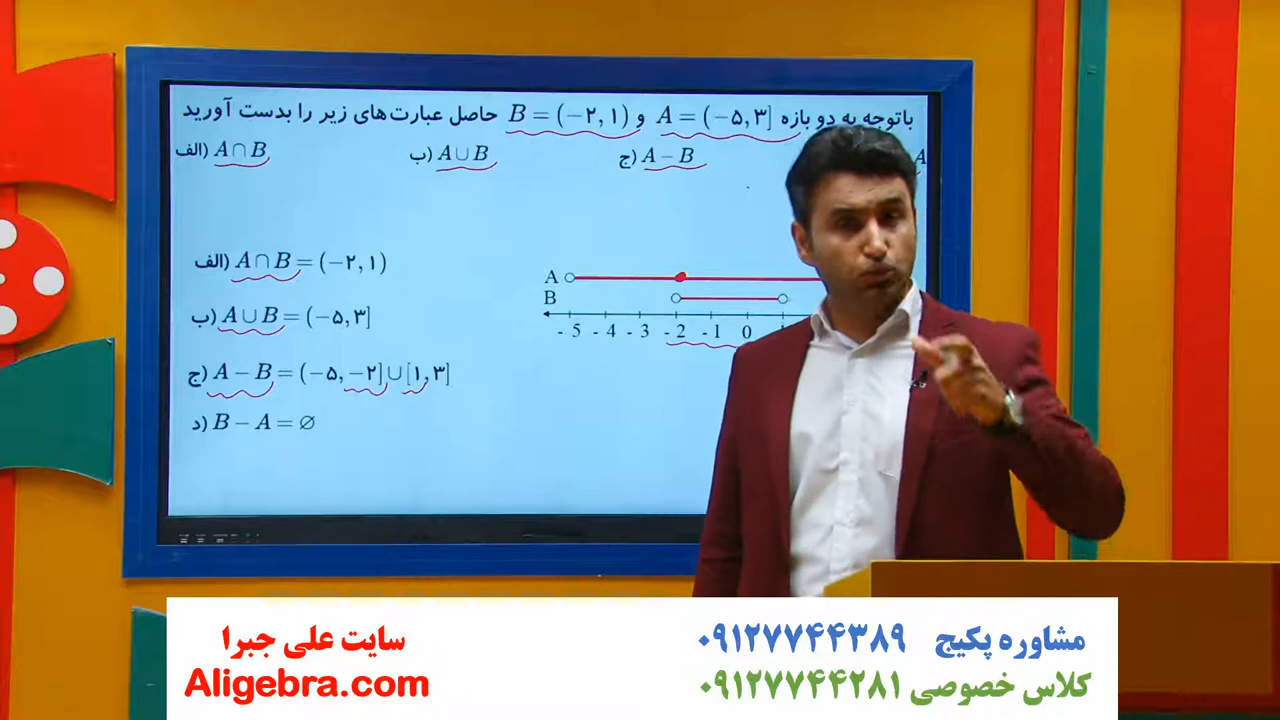 باتوجه به دو بازه A = (−۵,۳] و B = (−۲,۱) حاصل عبارت‌های زیر را بدست آورید
الف) A∩B ب) A∪B ج) A − B A
الف) A∩B = (−۲,۱)
ب) A∪B = (−۵,۳]
ج) A − B = (−۵,−۲]∪[۱,۳]
د) B − A = ∅
A
B
-5 -4 -3 -2 -1 0
مشاوره پکیج ۰۹۱۲۷۷۴۴۳۸۹
کلاس خصوصی ۰۹۱۲۷۷۴۴۲۸۱
سایت علی جبرا
Aligebra.com